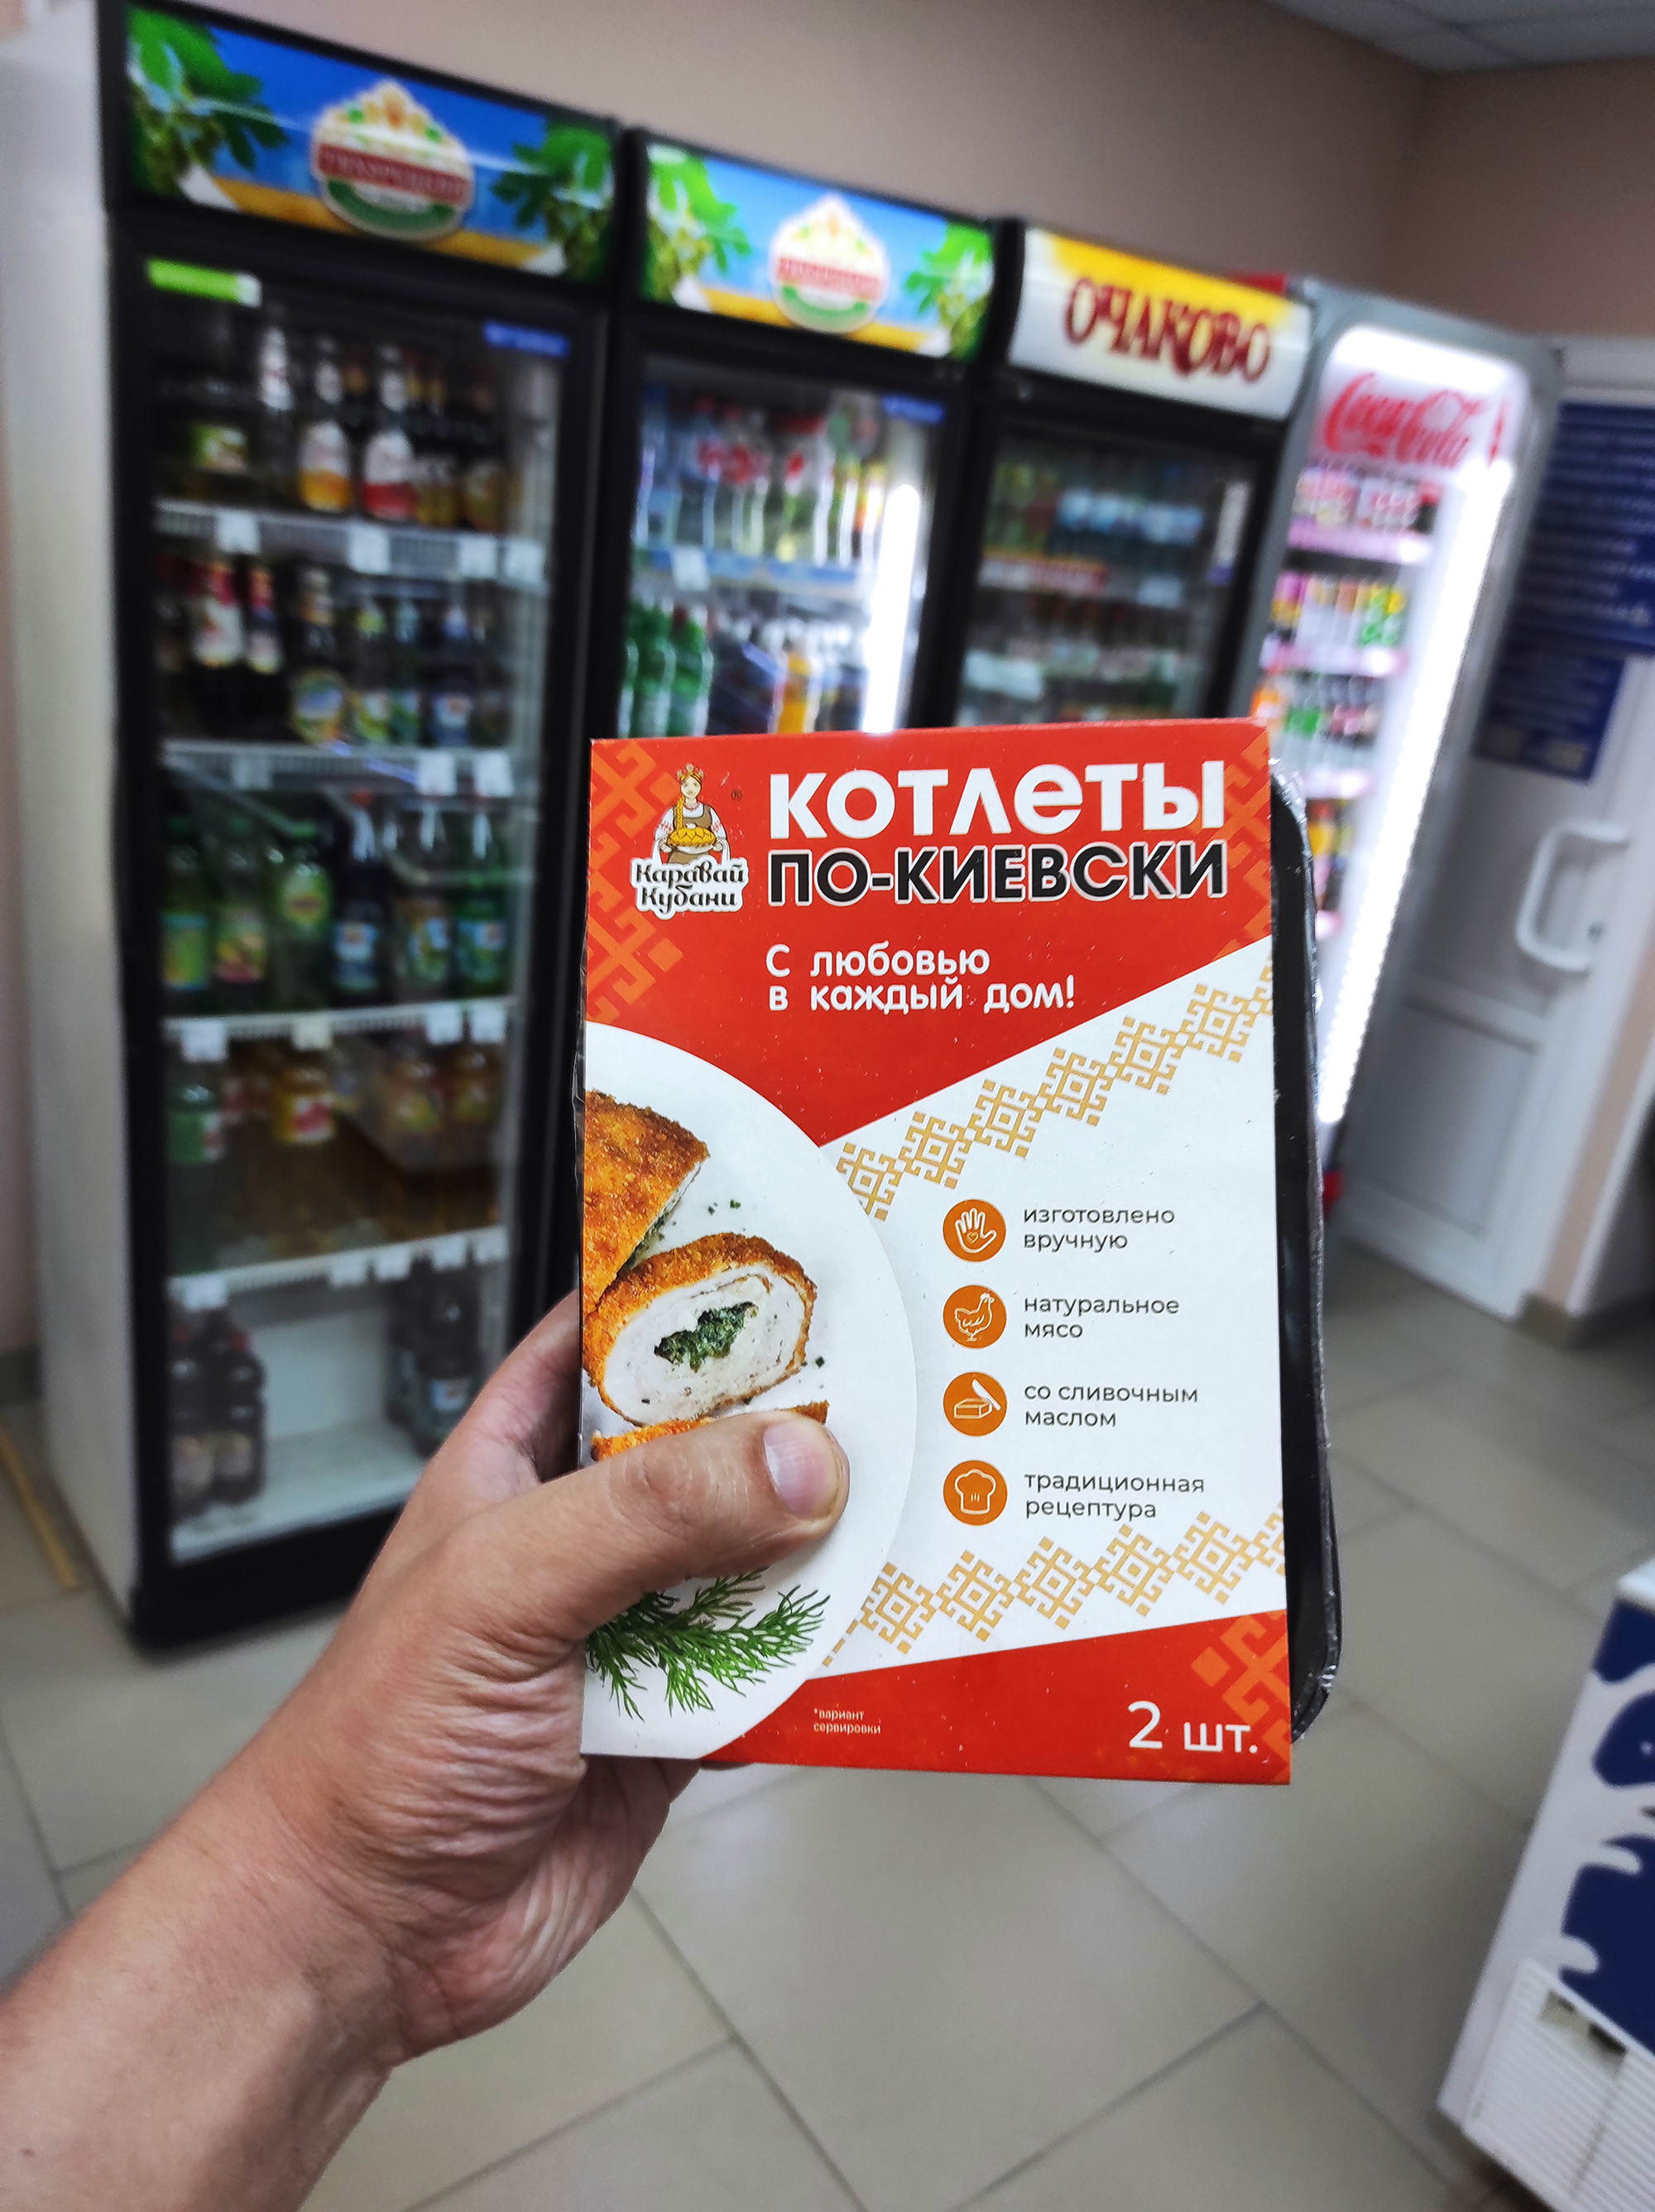 ОЧАКОВО
Coca-Cola
Каравай
Кубани
®
КОТЛЕТЫ
ПО-КИЕВСКИ
С любовью
в каждый дом!
изготовлено
вручную
натуральное
мясо
со сливочным
маслом
традиционная
рецептура
*вариант
сервировки
2 шт.